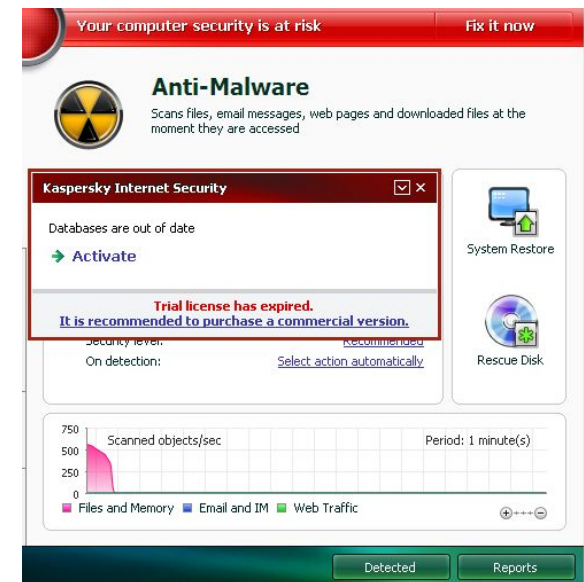 Your computer security is at risk
Fix it now
Anti-Malware
Scans files, email messages, web pages and downloaded files at the
moment they are accessed
Kaspersky Internet Security
Databases are out of date
Activate
Trial license has expired.
It is recommended to purchase a commercial version.
Security level: Recommended
On detection: Select action automatically
System Restore
Rescue Disk
750
500
250
0
Scanned objects/sec
Period: 1 minute(s)
Files and Memory Email and IM Web Traffic
Detected
Reports